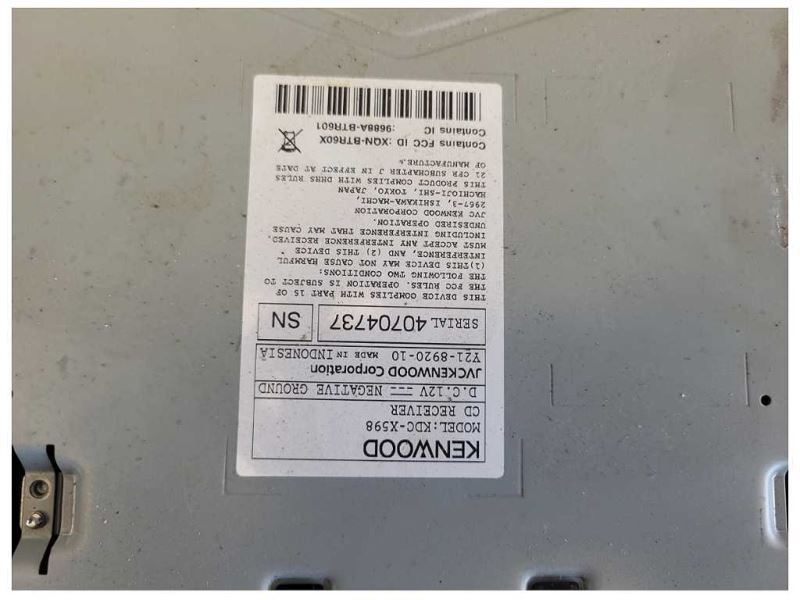 KENWOOD
MODEL:KDC-X598
CD RECEIVER
D.C.12V NEGATIVE GROUND
JVCKENWOOD Corporation
Y21-8920-10 MADE IN INDONESIA
SERIAL 40704737 SN
THIS DEVICE COMPLIES WITH PART 15 OF
THE FCC RULES. OPERATION IS SUBJECT TO
THE FOLLOWING TWO CONDITIONS:
(1)THIS DEVICE MAY NOT CAUSE HARMFUL
INTERFERENCE, AND (2) THIS DEVICE
MUST ACCEPT ANY INTERFERENCE RECEIVED,
INCLUDING INTERFERENCE THAT MAY CAUSE
UNDESIRED OPERATION.
JVC KENWOOD CORPORATION
2967-3, ISHIKAWA-MACHI,
HACHIOJI-SHI, TOKYO, JAPAN
THIS PRODUCT COMPLIES WITH DHHS RULES
21 CFR SUBCHAPTER J IN EFFECT AT DATE
OF MANUFACTURE.
Contains FCC ID :XQN-BTR60X
Contains IC :9688A-BTR601